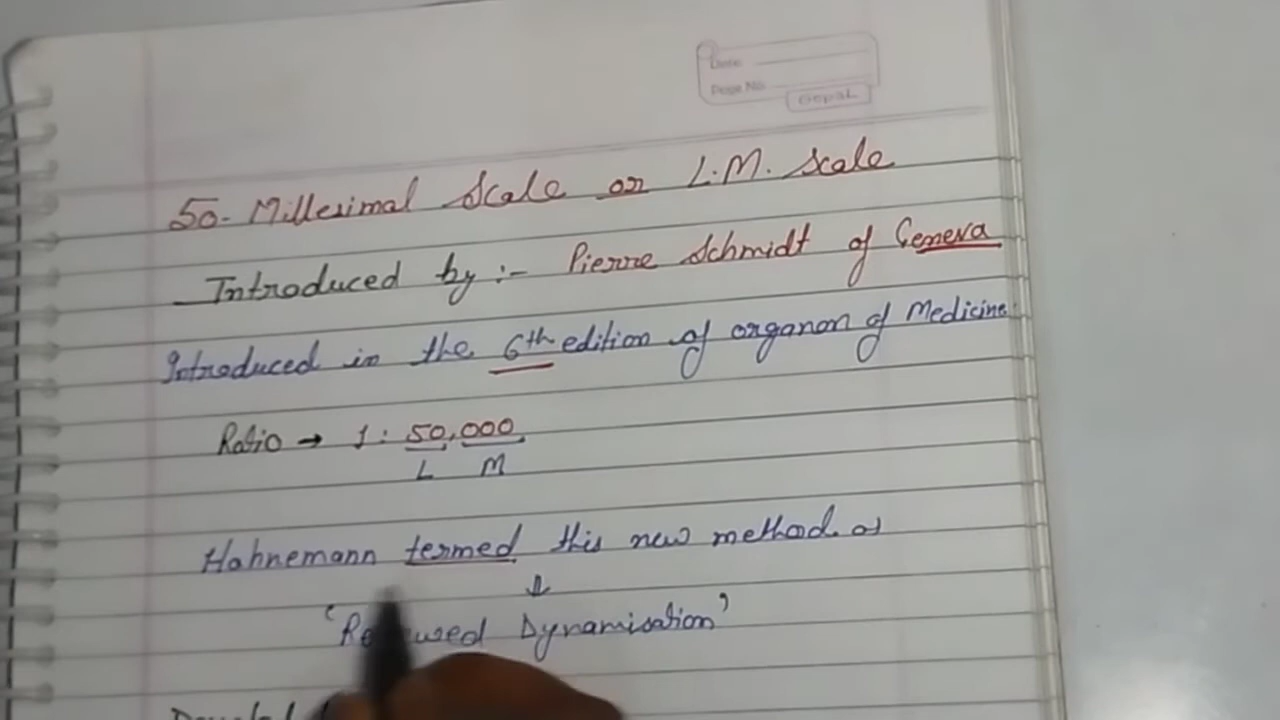 Date
Page No.
GopaL
50-Millesimal Scale or L.M. Scale
Introduced by :- Pierre Schmidt of Geneva
Introduced in the 6th edition of organon of Medicine.
Ratio → 1 : 50,000
L M
Hahnemann termed this new method as
↓
Dynamisation'